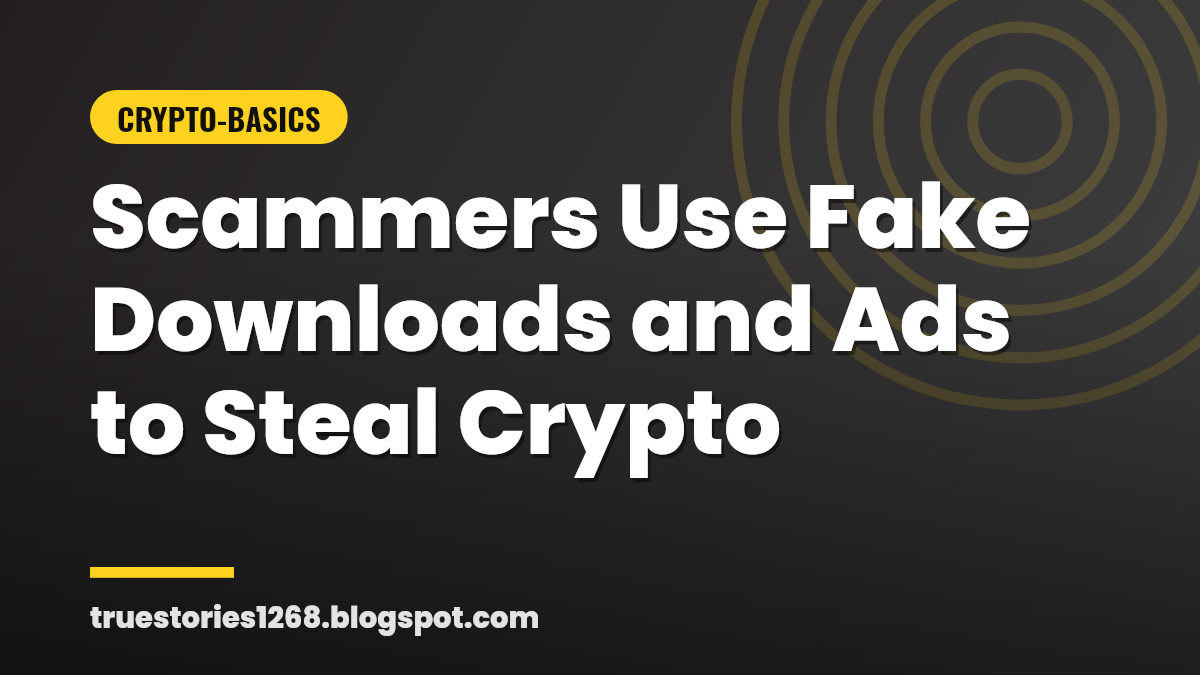 CRYPTO-BASICS
Scammers Use Fake
Downloads and Ads
to Steal Crypto
truestories1268.blogspot.com